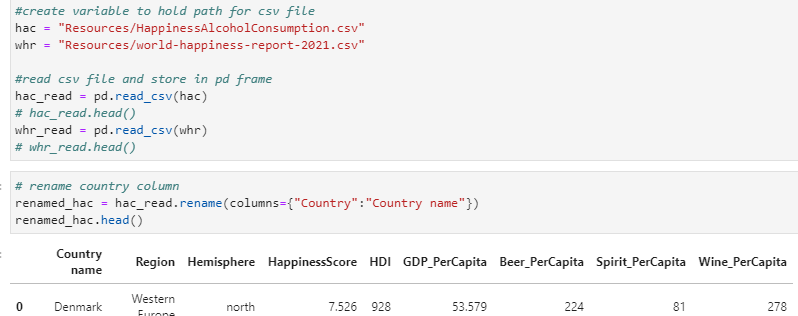 #create variable to hold path for csv file
hac = "Resources/HappinessAlcoholConsumption.csv"
whr = "Resources/world-happiness-report-2021.csv"
#read csv file and store in pd frame
hac_read = pd.read_csv(hac)
# hac_read.head()
whr_read = pd.read_csv(whr)
# whr_read.head()
# rename country column
renamed_hac = hac_read.rename(columns={"Country":"Country name"})
renamed_hac.head()
Country name Region Hemisphere HappinessScore HDI GDP_PerCapita Beer_PerCapita Spirit_PerCapita Wine_PerCapita
0 Denmark Western Europe north 7.526 928 53.579 224 81 278